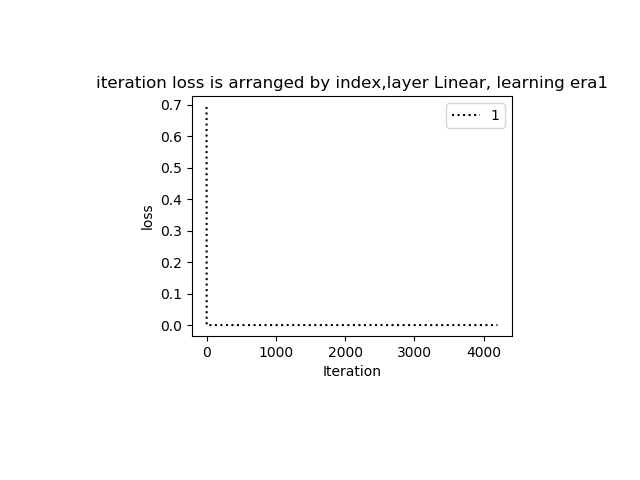 iteration loss is arranged by index,layer Linear, learning era1
1
loss
0.7
0.6
0.5
0.4
0.3
0.2
0.1
0.0
0 1000 2000 3000 4000
Iteration